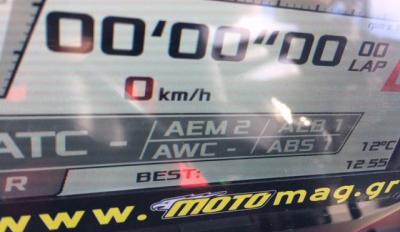 00'00"00 00
LAP
0 km/h
ATC - AEM 2 AEB 1
AWC - ABS 1 12°C
R BEST: 12:55
www.MOTOmag.gr